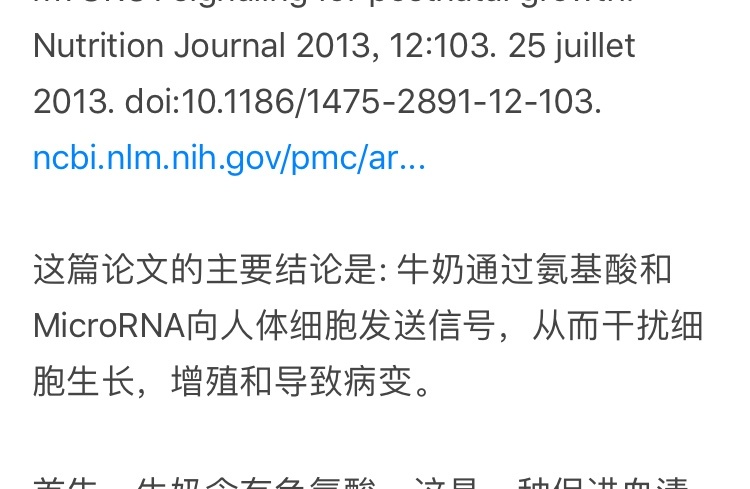 Nutrition Journal 2013, 12:103. 25 juillet
2013. doi:10.1186/1475-2891-12-103.
ncbi.nlm.nih.gov/pmc/ar...
这篇论文的主要结论是: 牛奶通过氨基酸和
MicroRNA向人体细胞发送信号，从而干扰细
胞生长，增殖和导致病变。